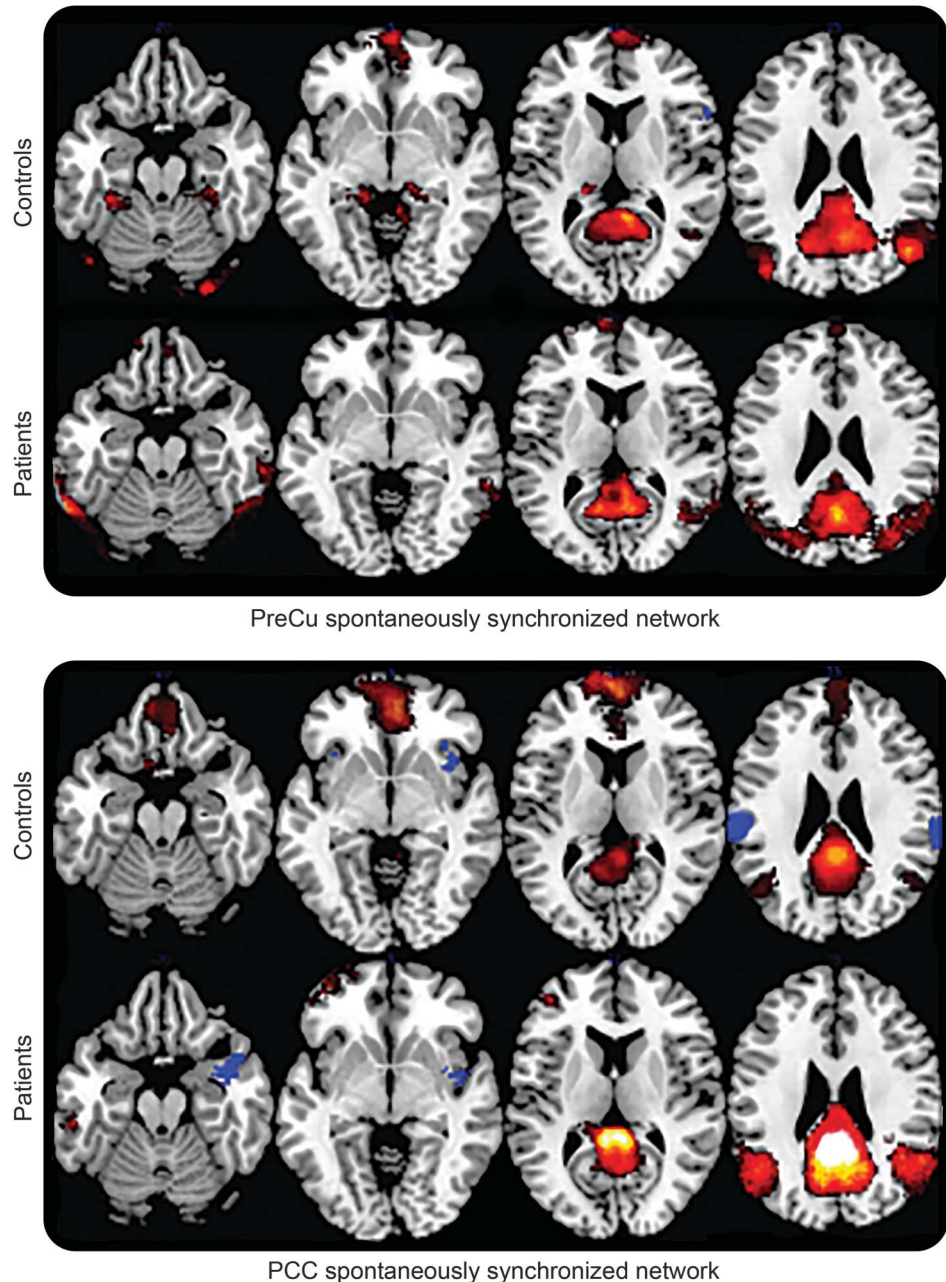 Controls
Patients
PreCu spontaneously synchronized network
Controls
Patients
PCC spontaneously synchronized network